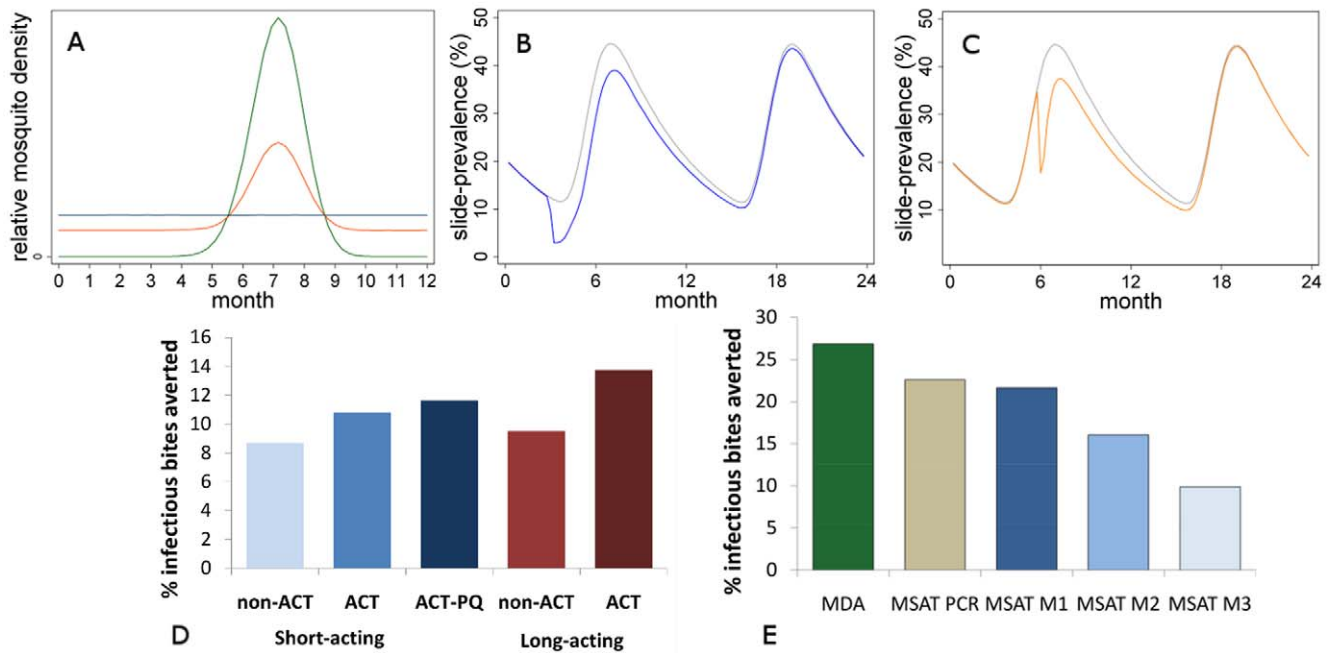 A
relative mosquito density
0
0 1 2 3 4 5 6 7 8 9 10 11 12
month
B
slide-prevalence (%)
50
40
30
20
10
0
0 6 12 18 24
month
C
slide-prevalence (%)
50
40
30
20
10
0 6 12 18 24
month
% infectious bites averted
16
14
12
10
8
6
4
2
0
non-ACT ACT ACT-PQ non-ACT ACT
Short-acting Long-acting
D
% infectious bites averted
30
25
20
15
10
5
0
MDA MSAT PCR MSAT M1 MSAT M2 MSAT M3
E